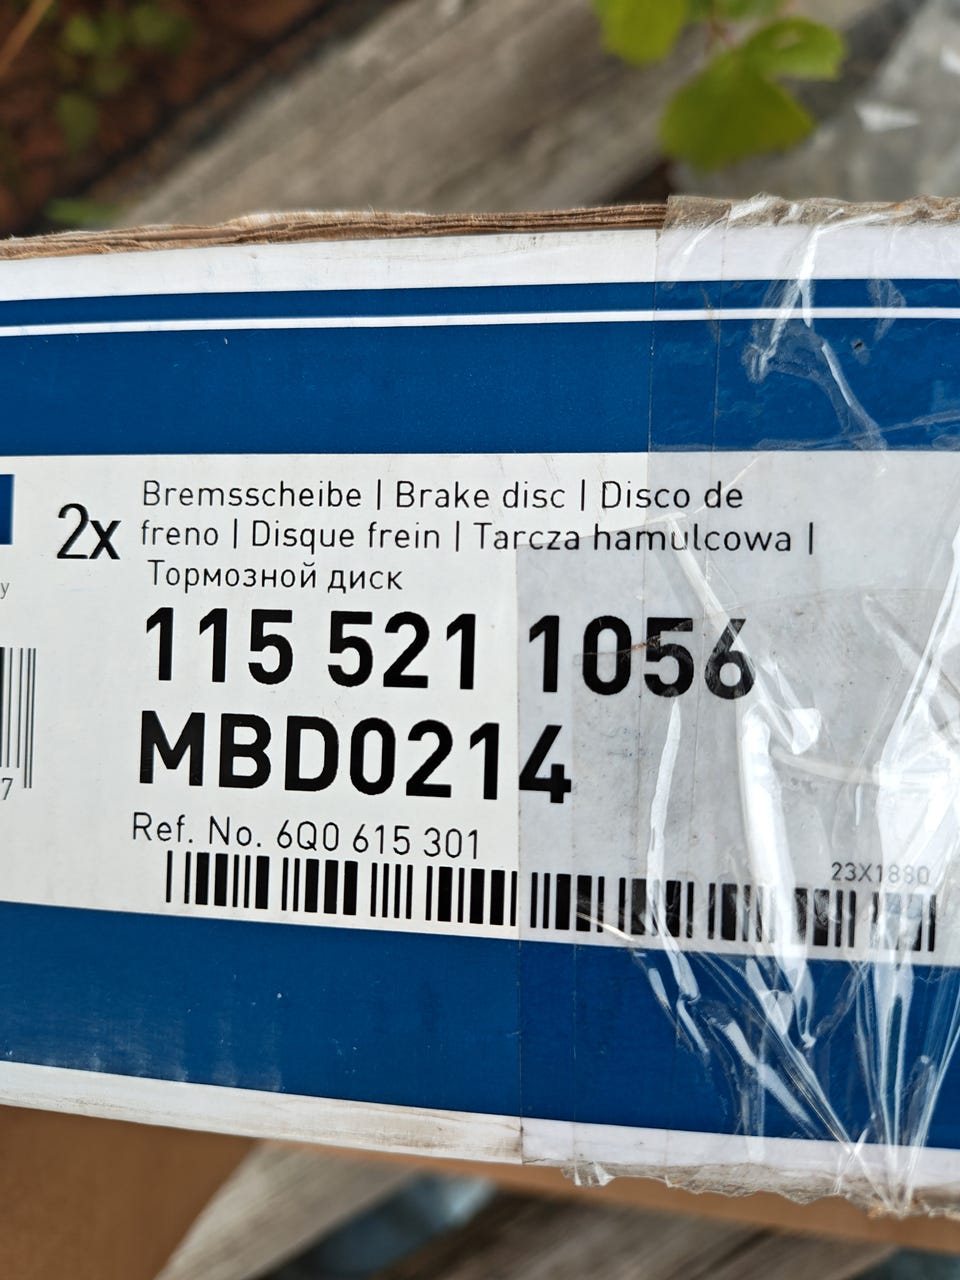 2x
Bremsscheibe | Brake disc | Disco de
freno | Disque frein | Tarcza hamulcowa |
Тормозной диск
115 521 1056
MBD0214
Ref. No. 6Q0 615 301
23X1880
y
7